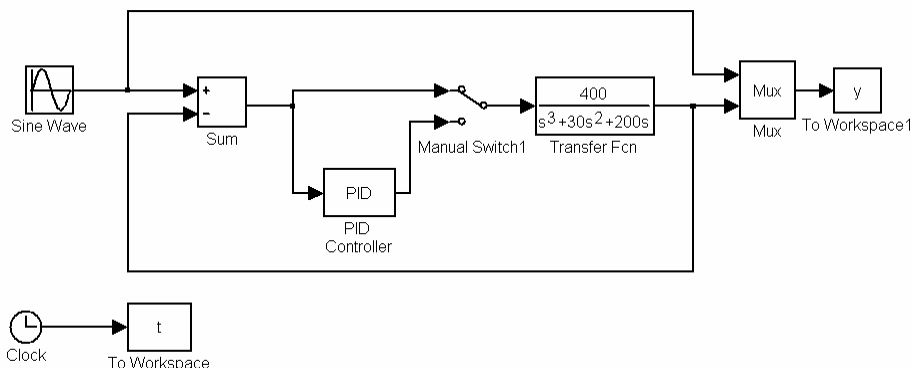 Sine Wave
+
−
Sum
PID
PID
Controller
Manual Switch1
400
s³+30s²+200s
Transfer Fcn
Mux
Mux
y
To Workspace1
t
Clock
To Workspace